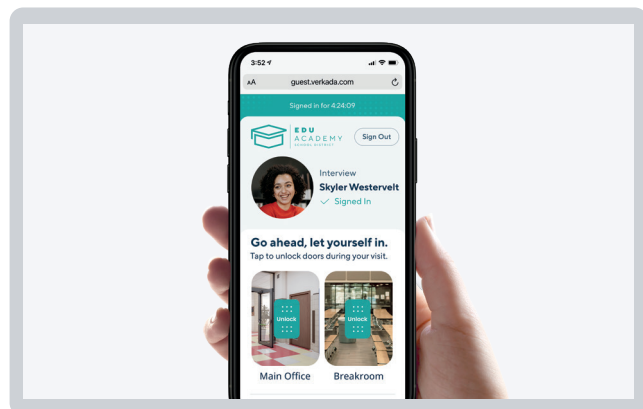 3:52
AA guest.verkada.com
Signed in for 4:24:09
EDU
ACADEMY
SCHOOL DISTRICT
Sign Out
Interview
Skyler Westervelt
Signed In
Go ahead, let yourself in.
Tap to unlock doors during your visit.
Unlock Unlock
Main Office Breakroom